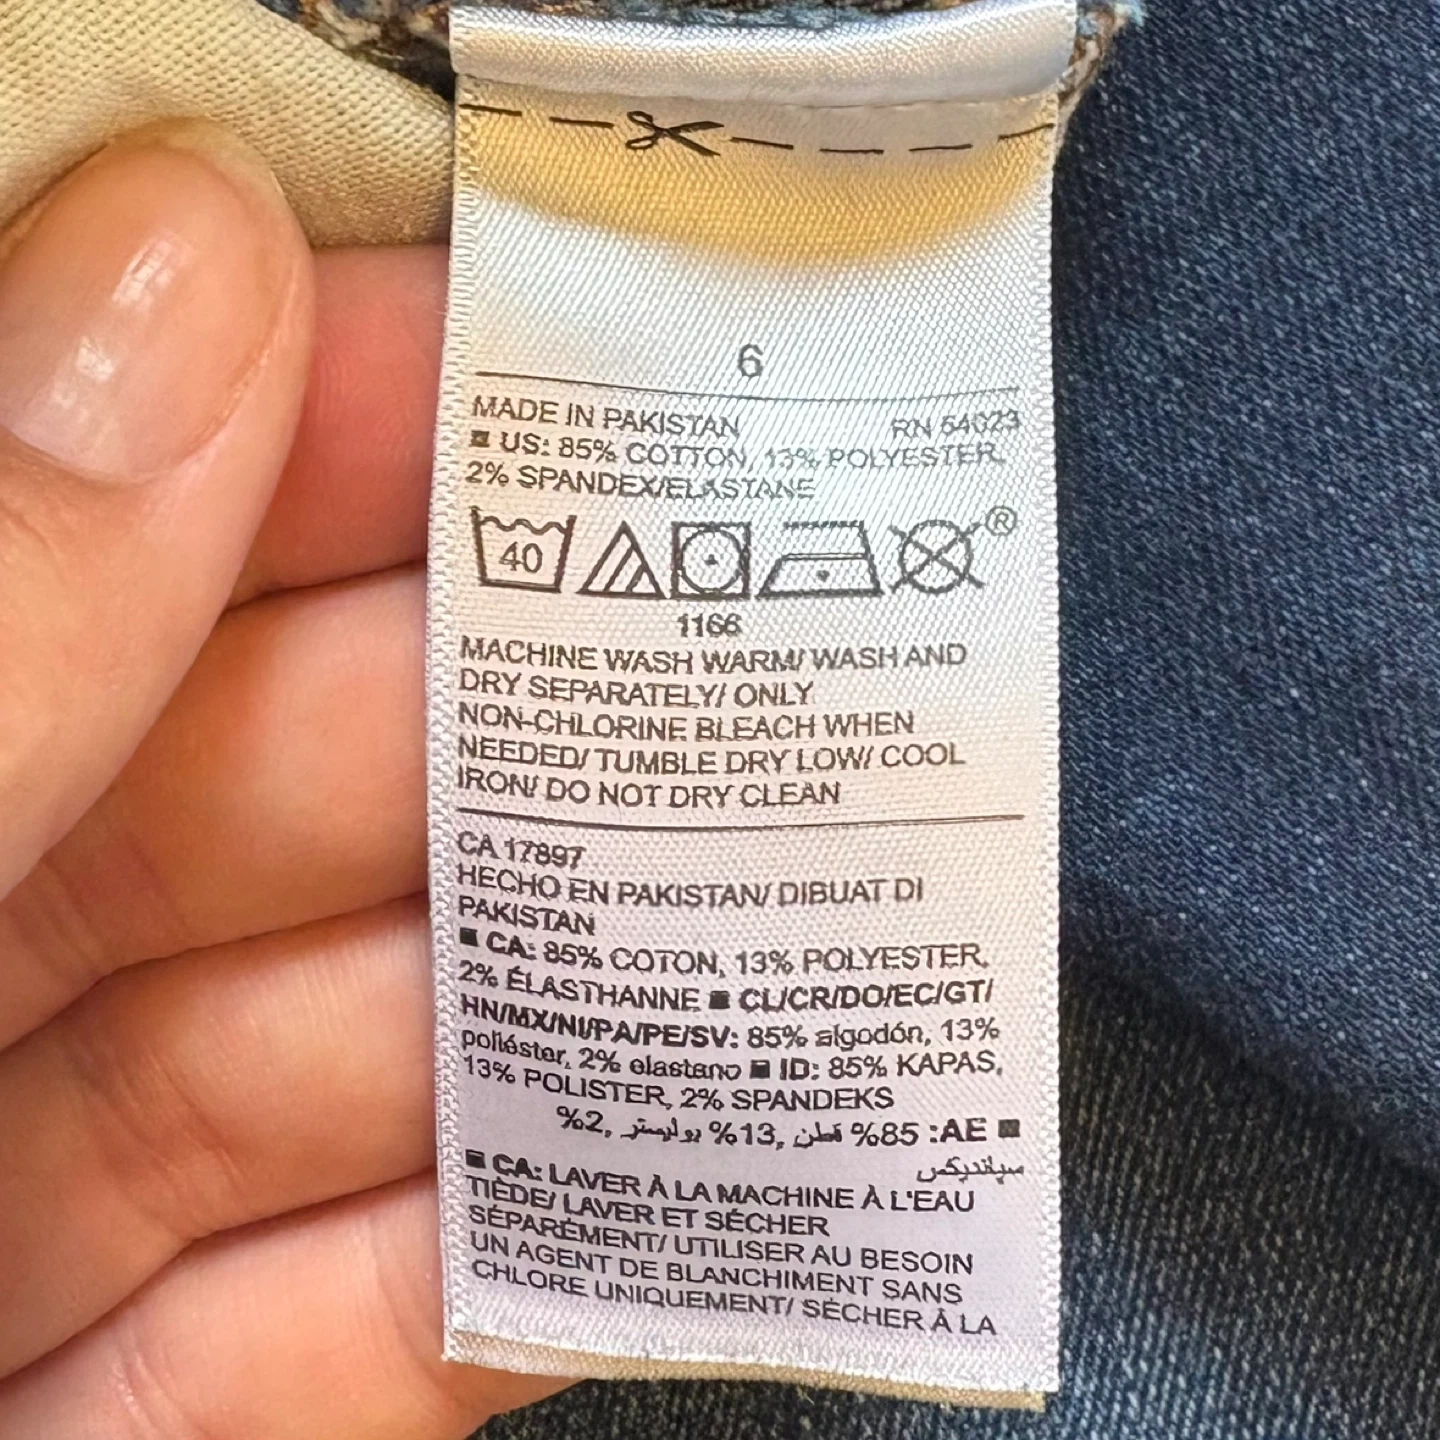 6
MADE IN PAKISTAN RN 54023
■ US: 85% COTTON, 13% POLYESTER,
2% SPANDEX/ELASTANE
40 ®
1166
MACHINE WASH WARM/ WASH AND
DRY SEPARATELY/ ONLY
NON-CHLORINE BLEACH WHEN
NEEDED/ TUMBLE DRY LOW/ COOL
IRON/ DO NOT DRY CLEAN
CA 17897
HECHO EN PAKISTAN/ DIBUAT DI
PAKISTAN
■ CA: 85% COTON, 13% POLYESTER,
2% ÉLASTHANNE ■ CL/CR/DO/EC/GT/
HN/MX/NI/PA/PE/SV: 85% algodón, 13%
poliéster, 2% elastano ■ ID: 85% KAPAS,
13% POLISTER, 2% SPANDEKS
■ AE: 85% قطن, 13% بوليستر, 2%
سباندیکس
■ CA: LAVER À LA MACHINE À L'EAU
TIÈDE/ LAVER ET SÉCHER
SÉPARÉMENT/ UTILISER AU BESOIN
UN AGENT DE BLANCHIMENT SANS
CHLORE UNIQUEMENT/ SÉCHER À LA